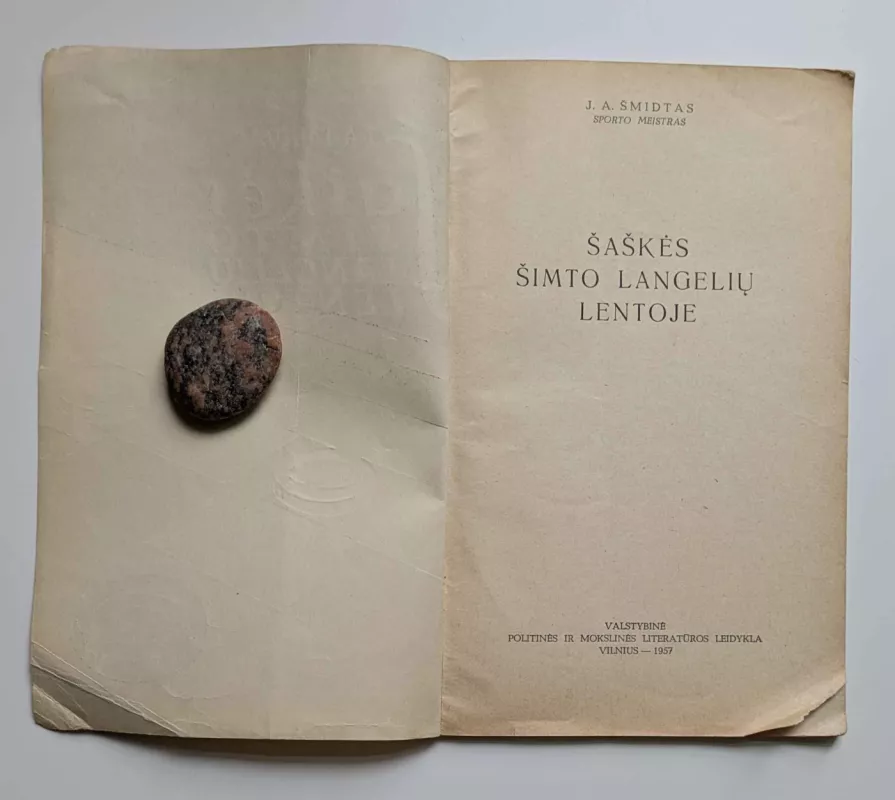 J. A. ŠMIDTAS
SPORTO MEISTRAS
ŠAŠKĖS
ŠIMTO LANGELIŲ
LENTOJE
VALSTYBINĖ
POLITINĖS IR MOKSLINĖS LITERATŪROS LEIDYKLA
VILNIUS — 1957